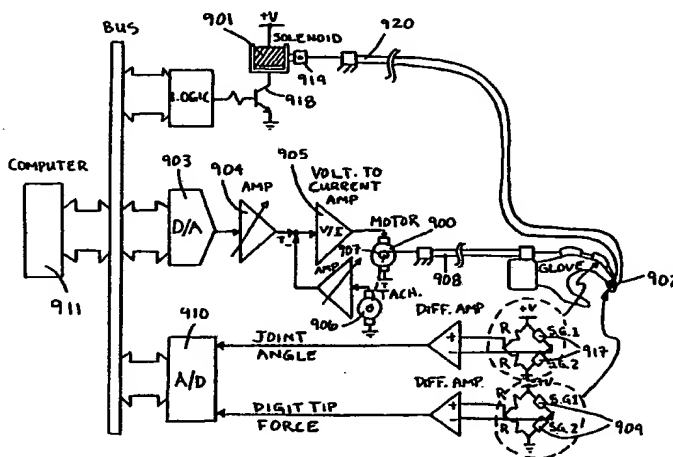 901
+V
SOLENOID
920
BUS
919
918
LOGIC
905
903
904
VOLT. TO
CURRENT
AMP
COMPUTER
AMP
MOTOR
900
D/A
V/I
907
908
GLOVE
902
911
AMP
TACH.
906
910
DIFF. AMP
+V
R
S.G.1
917
JOINT
ANGLE
R
S.G.2
A/D
DIFF. AMP.
+V
R
S.G.1
DIGIT TIP
FORCE
R
S.G.2
909